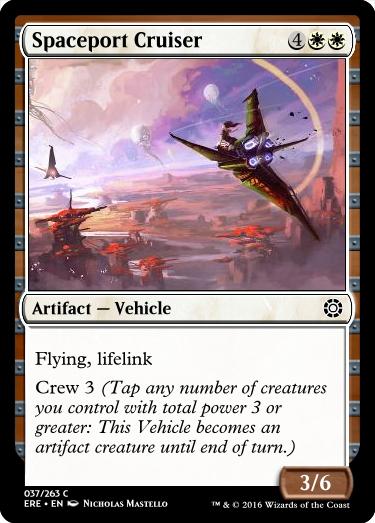 Spaceport Cruiser 4
Artifact — Vehicle
Flying, lifelink
Crew 3 (Tap any number of creatures
you control with total power 3 or
greater: This Vehicle becomes an
artifact creature until end of turn.)
3/6
037/263 C
ERE • EN Nicholas Mastello
™ & © 2016 Wizards of the Coast